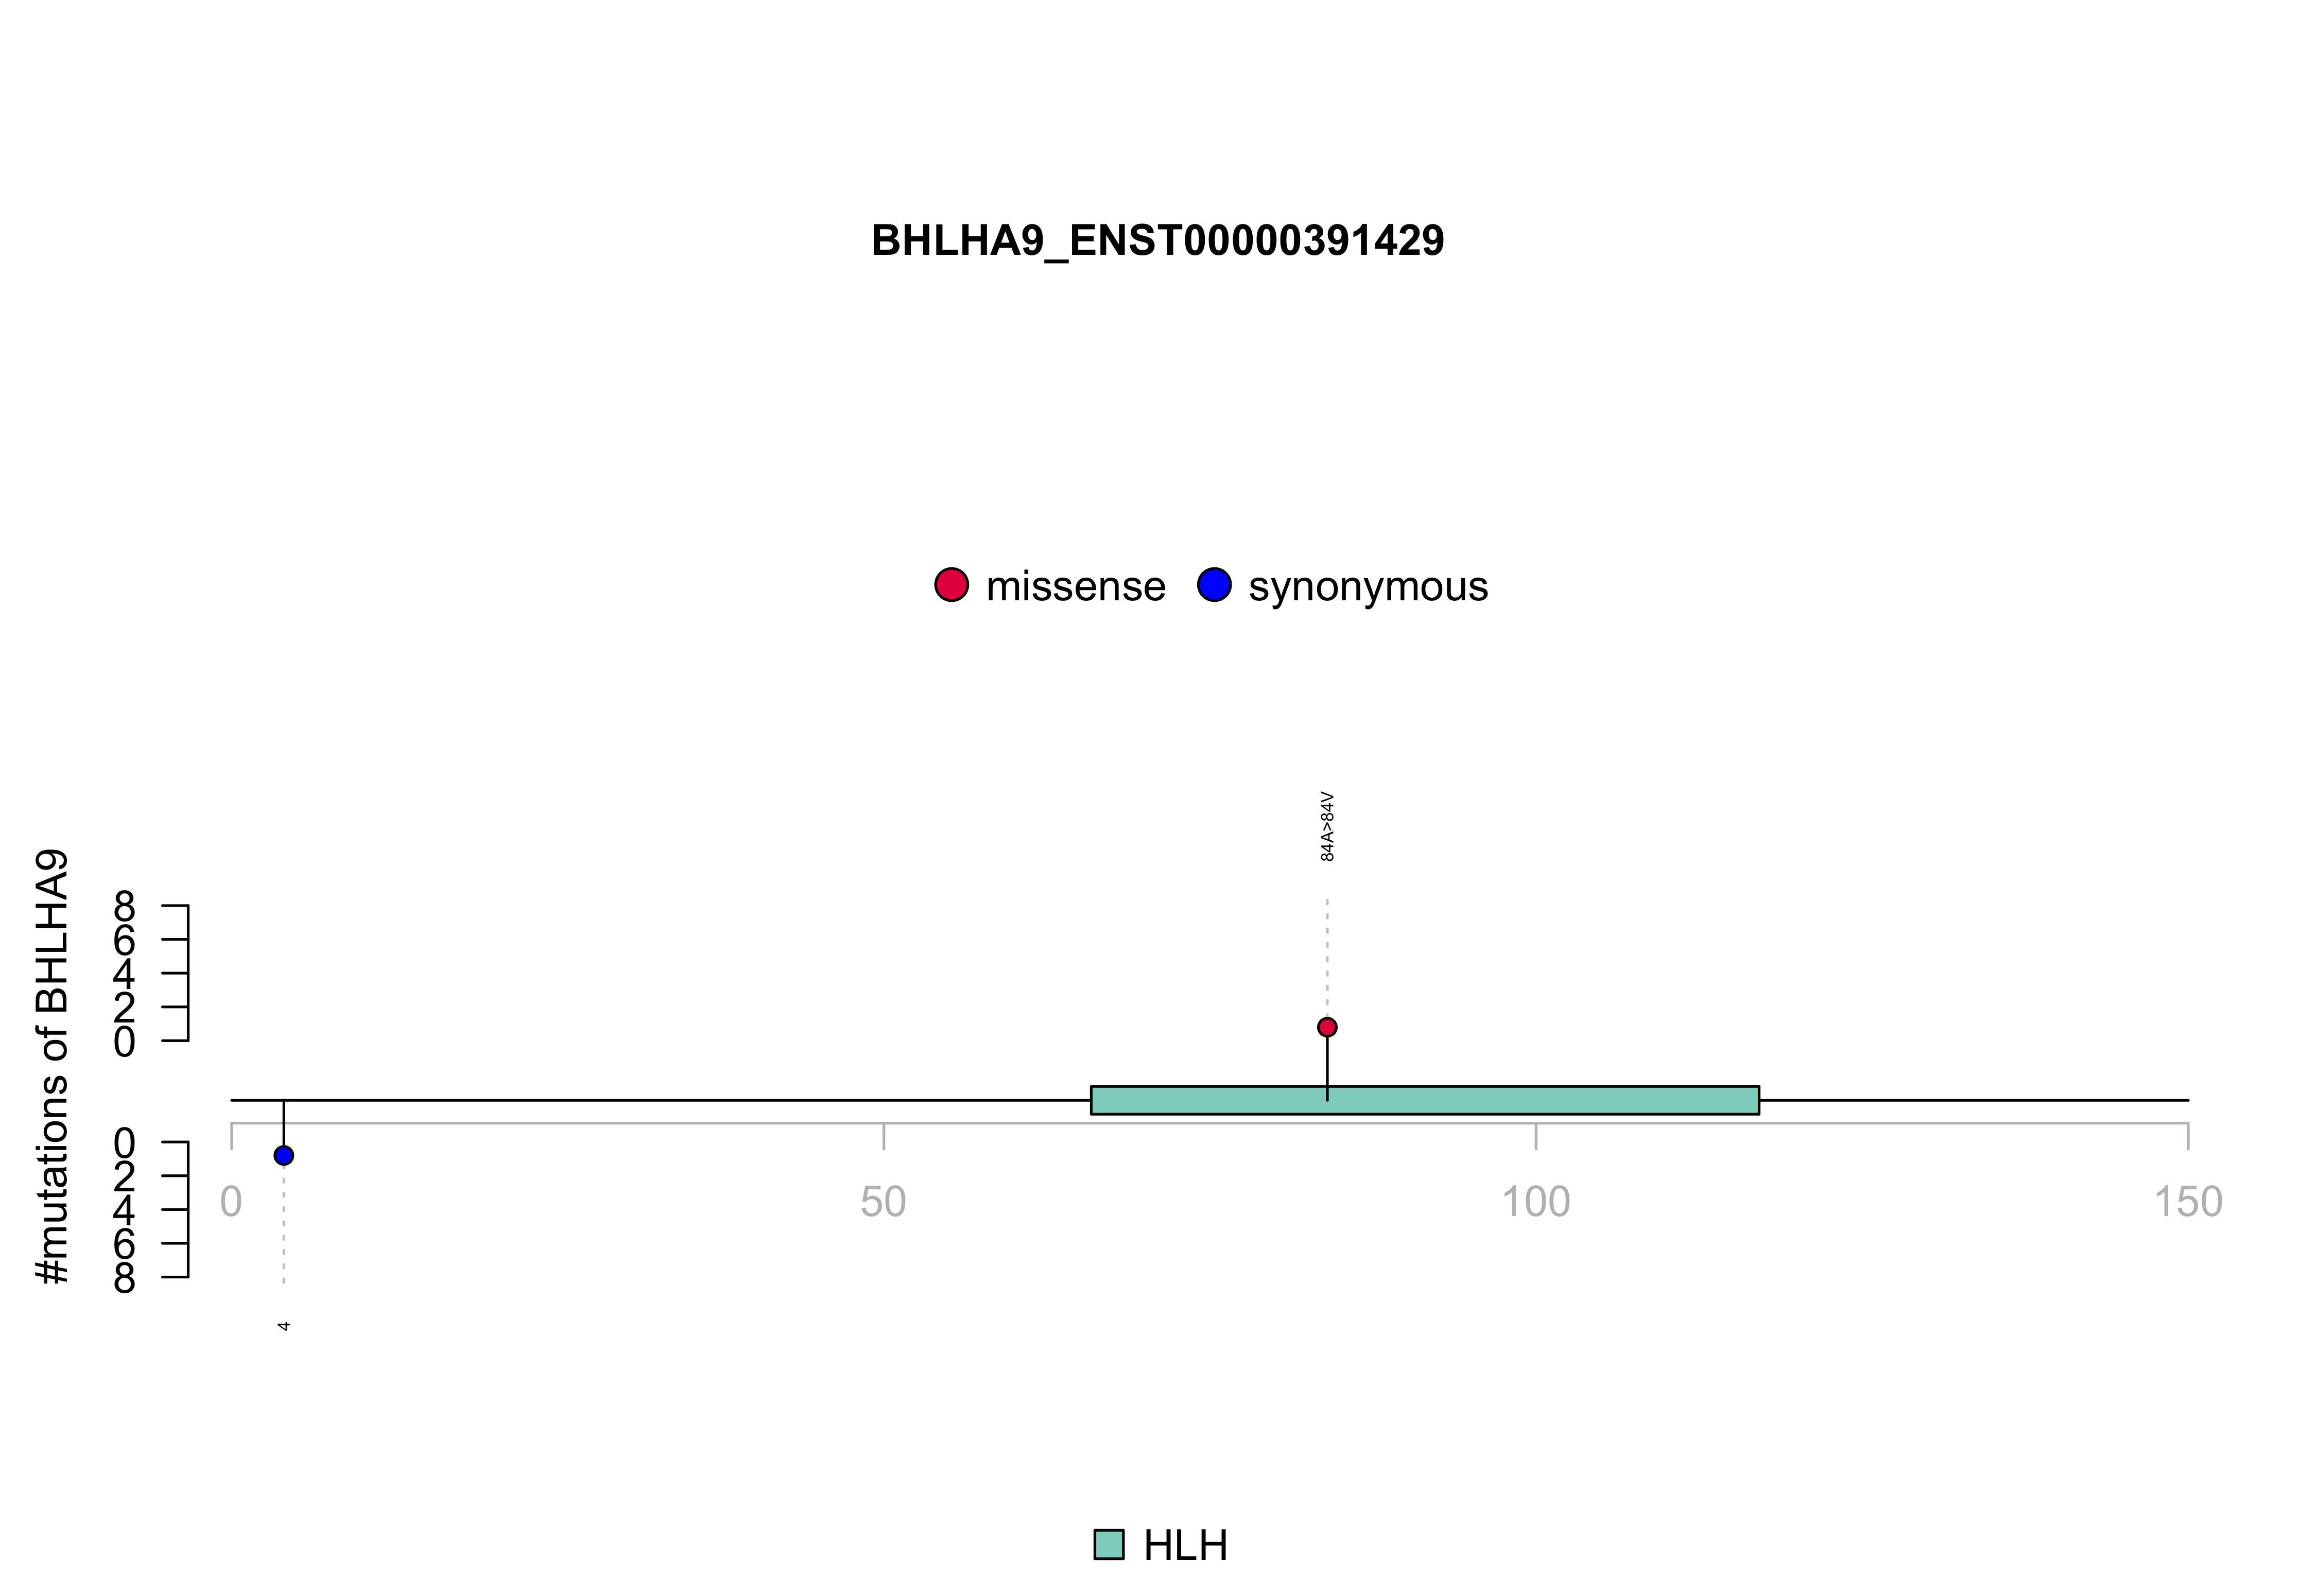 BHLHA9_ENST00000391429
missense synonymous
84A>84V
#mutations of BHLHA9
8
6
4
2
0
0
2
4
6
8
0 50 100 150
4
HLH